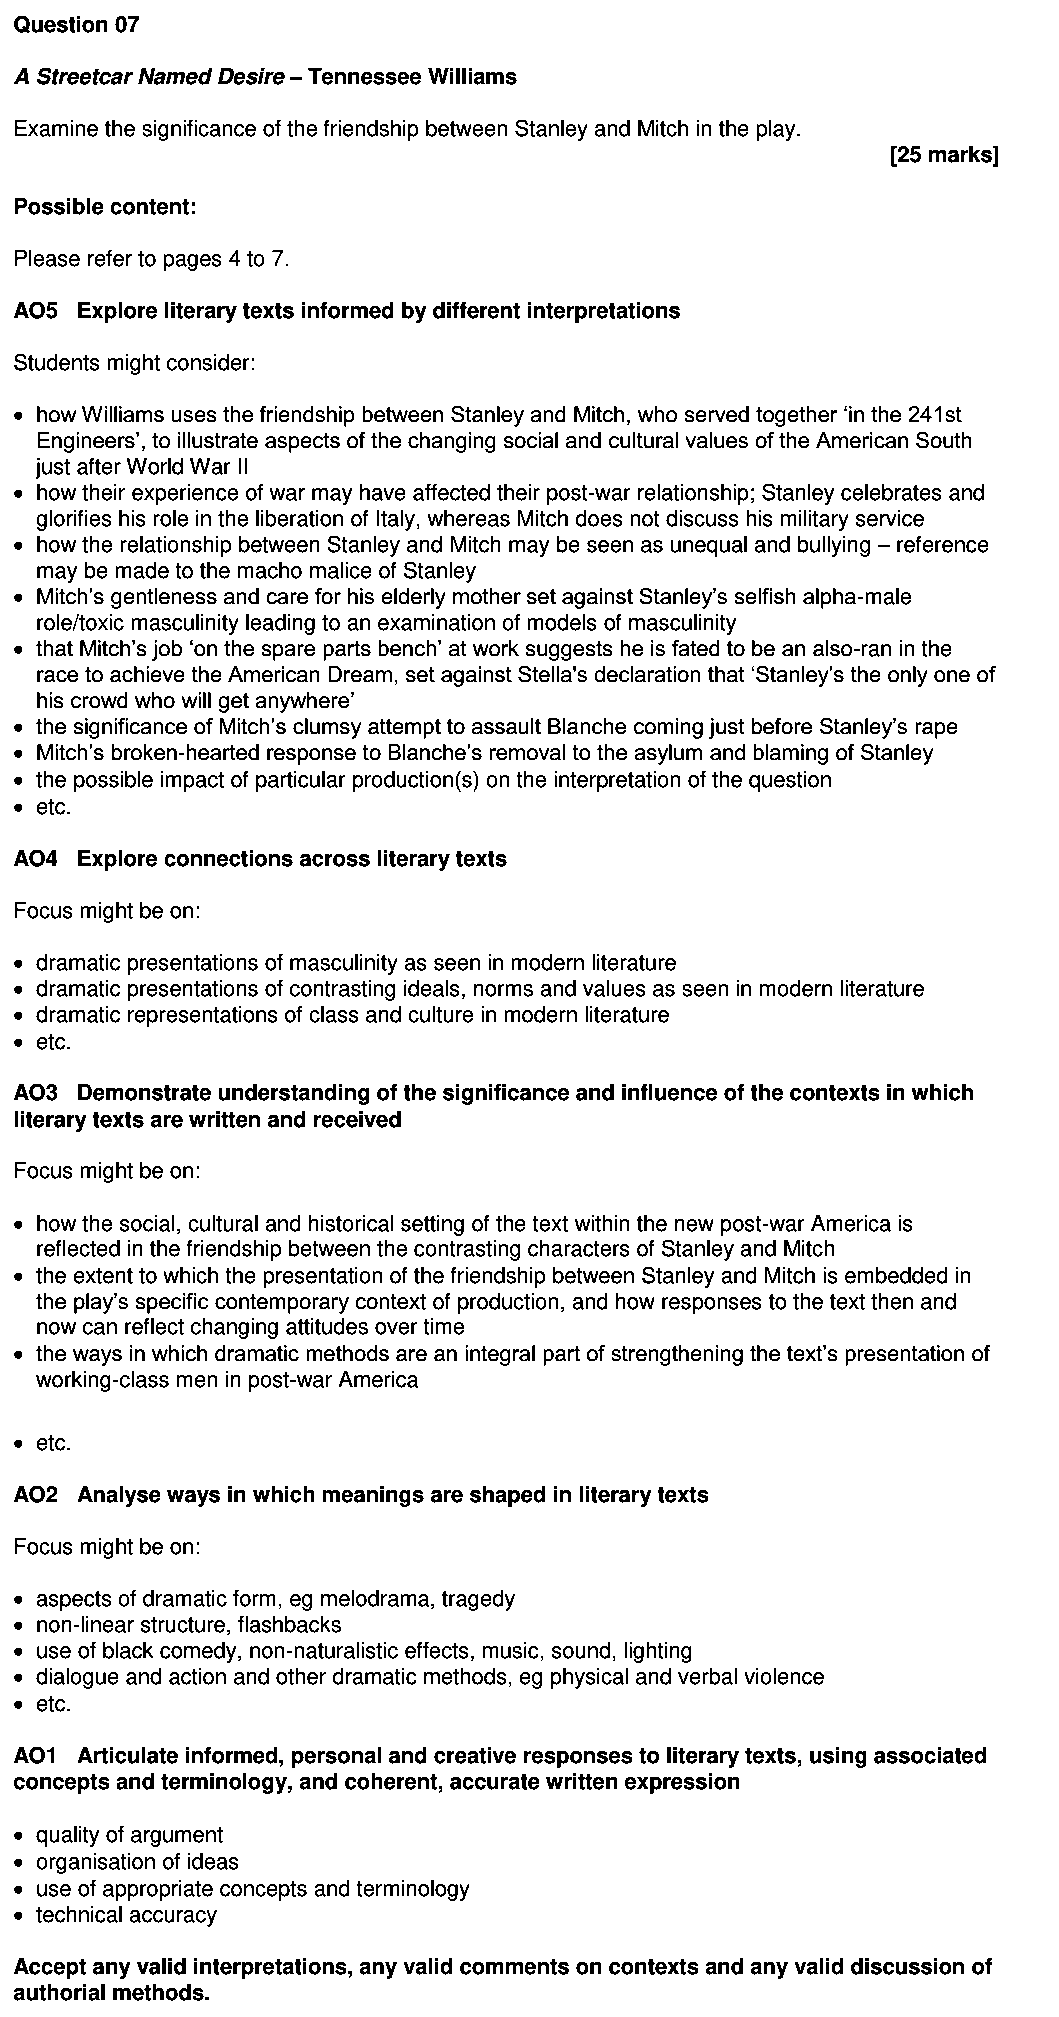 Question 07
A Streetcar Named Desire – Tennessee Williams
Examine the significance of the friendship between Stanley and Mitch in the play.
[25 marks]
Possible content:
Please refer to pages 4 to 7.
AO5 Explore literary texts informed by different interpretations
Students might consider:
• how Williams uses the friendship between Stanley and Mitch, who served together ‘in the 241st
Engineers’, to illustrate aspects of the changing social and cultural values of the American South
just after World War II
• how their experience of war may have affected their post-war relationship; Stanley celebrates and
glorifies his role in the liberation of Italy, whereas Mitch does not discuss his military service
• how the relationship between Stanley and Mitch may be seen as unequal and bullying – reference
may be made to the macho malice of Stanley
• Mitch’s gentleness and care for his elderly mother set against Stanley’s selfish alpha-male
role/toxic masculinity leading to an examination of models of masculinity
• that Mitch’s job ‘on the spare parts bench’ at work suggests he is fated to be an also-ran in the
race to achieve the American Dream, set against Stella’s declaration that ‘Stanley’s the only one of
his crowd who will get anywhere’
• the significance of Mitch’s clumsy attempt to assault Blanche coming just before Stanley’s rape
• Mitch’s broken-hearted response to Blanche’s removal to the asylum and blaming of Stanley
• the possible impact of particular production(s) on the interpretation of the question
• etc.
AO4 Explore connections across literary texts
Focus might be on:
• dramatic presentations of masculinity as seen in modern literature
• dramatic presentations of contrasting ideals, norms and values as seen in modern literature
• dramatic representations of class and culture in modern literature
• etc.
AO3 Demonstrate understanding of the significance and influence of the contexts in which
literary texts are written and received
Focus might be on:
• how the social, cultural and historical setting of the text within the new post-war America is
reflected in the friendship between the contrasting characters of Stanley and Mitch
• the extent to which the presentation of the friendship between Stanley and Mitch is embedded in
the play’s specific contemporary context of production, and how responses to the text then and
now can reflect changing attitudes over time
• the ways in which dramatic methods are an integral part of strengthening the text’s presentation of
working-class men in post-war America
• etc.
AO2 Analyse ways in which meanings are shaped in literary texts
Focus might be on:
• aspects of dramatic form, eg melodrama, tragedy
• non-linear structure, flashbacks
• use of black comedy, non-naturalistic effects, music, sound, lighting
• dialogue and action and other dramatic methods, eg physical and verbal violence
• etc.
AO1 Articulate informed, personal and creative responses to literary texts, using associated
concepts and terminology, and coherent, accurate written expression
• quality of argument
• organisation of ideas
• use of appropriate concepts and terminology
• technical accuracy
Accept any valid interpretations, any valid comments on contexts and any valid discussion of
authorial methods.